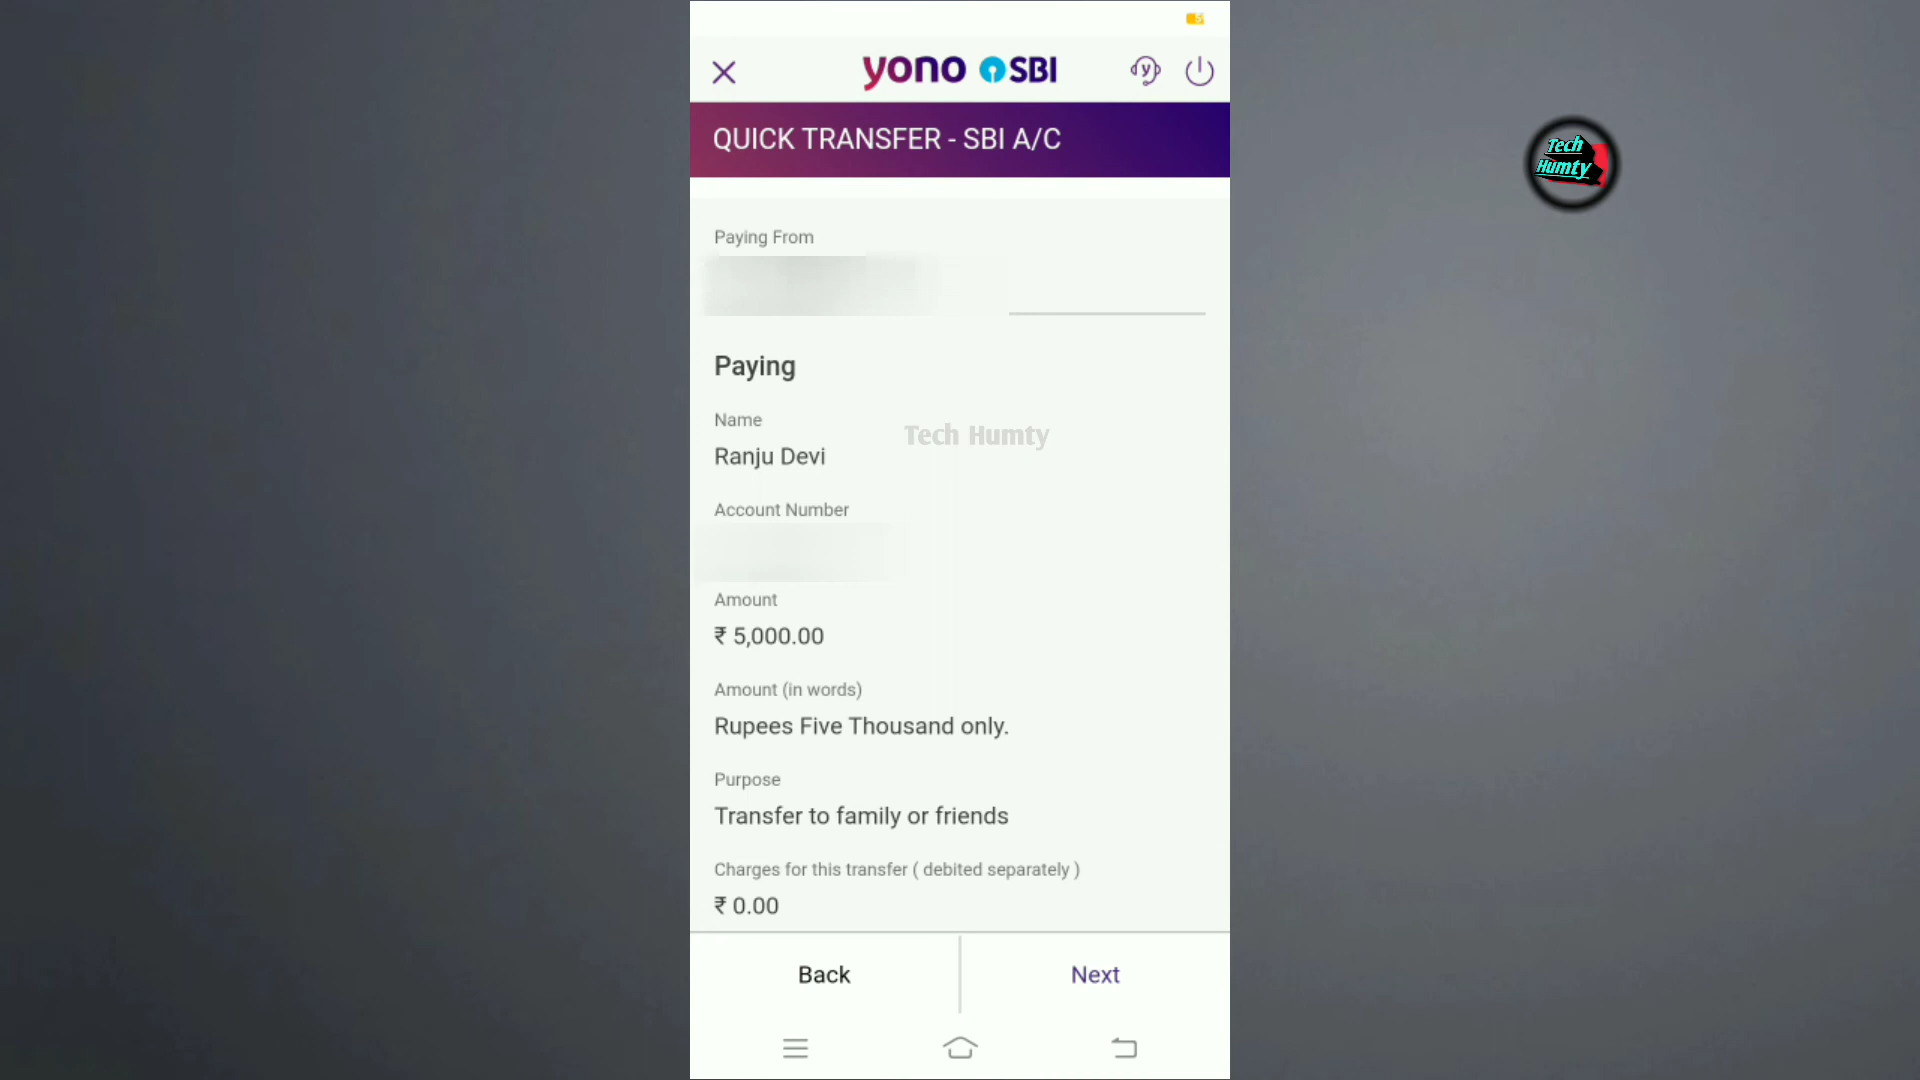 yono SBI
QUICK TRANSFER - SBI A/C
Tech
Humty
Paying From
Paying
Name
Ranju Devi
Tech Humty
Account Number
Amount
₹ 5,000.00
Amount (in words)
Rupees Five Thousand only.
Purpose
Transfer to family or friends
Charges for this transfer ( debited separately )
₹ 0.00
Back
Next